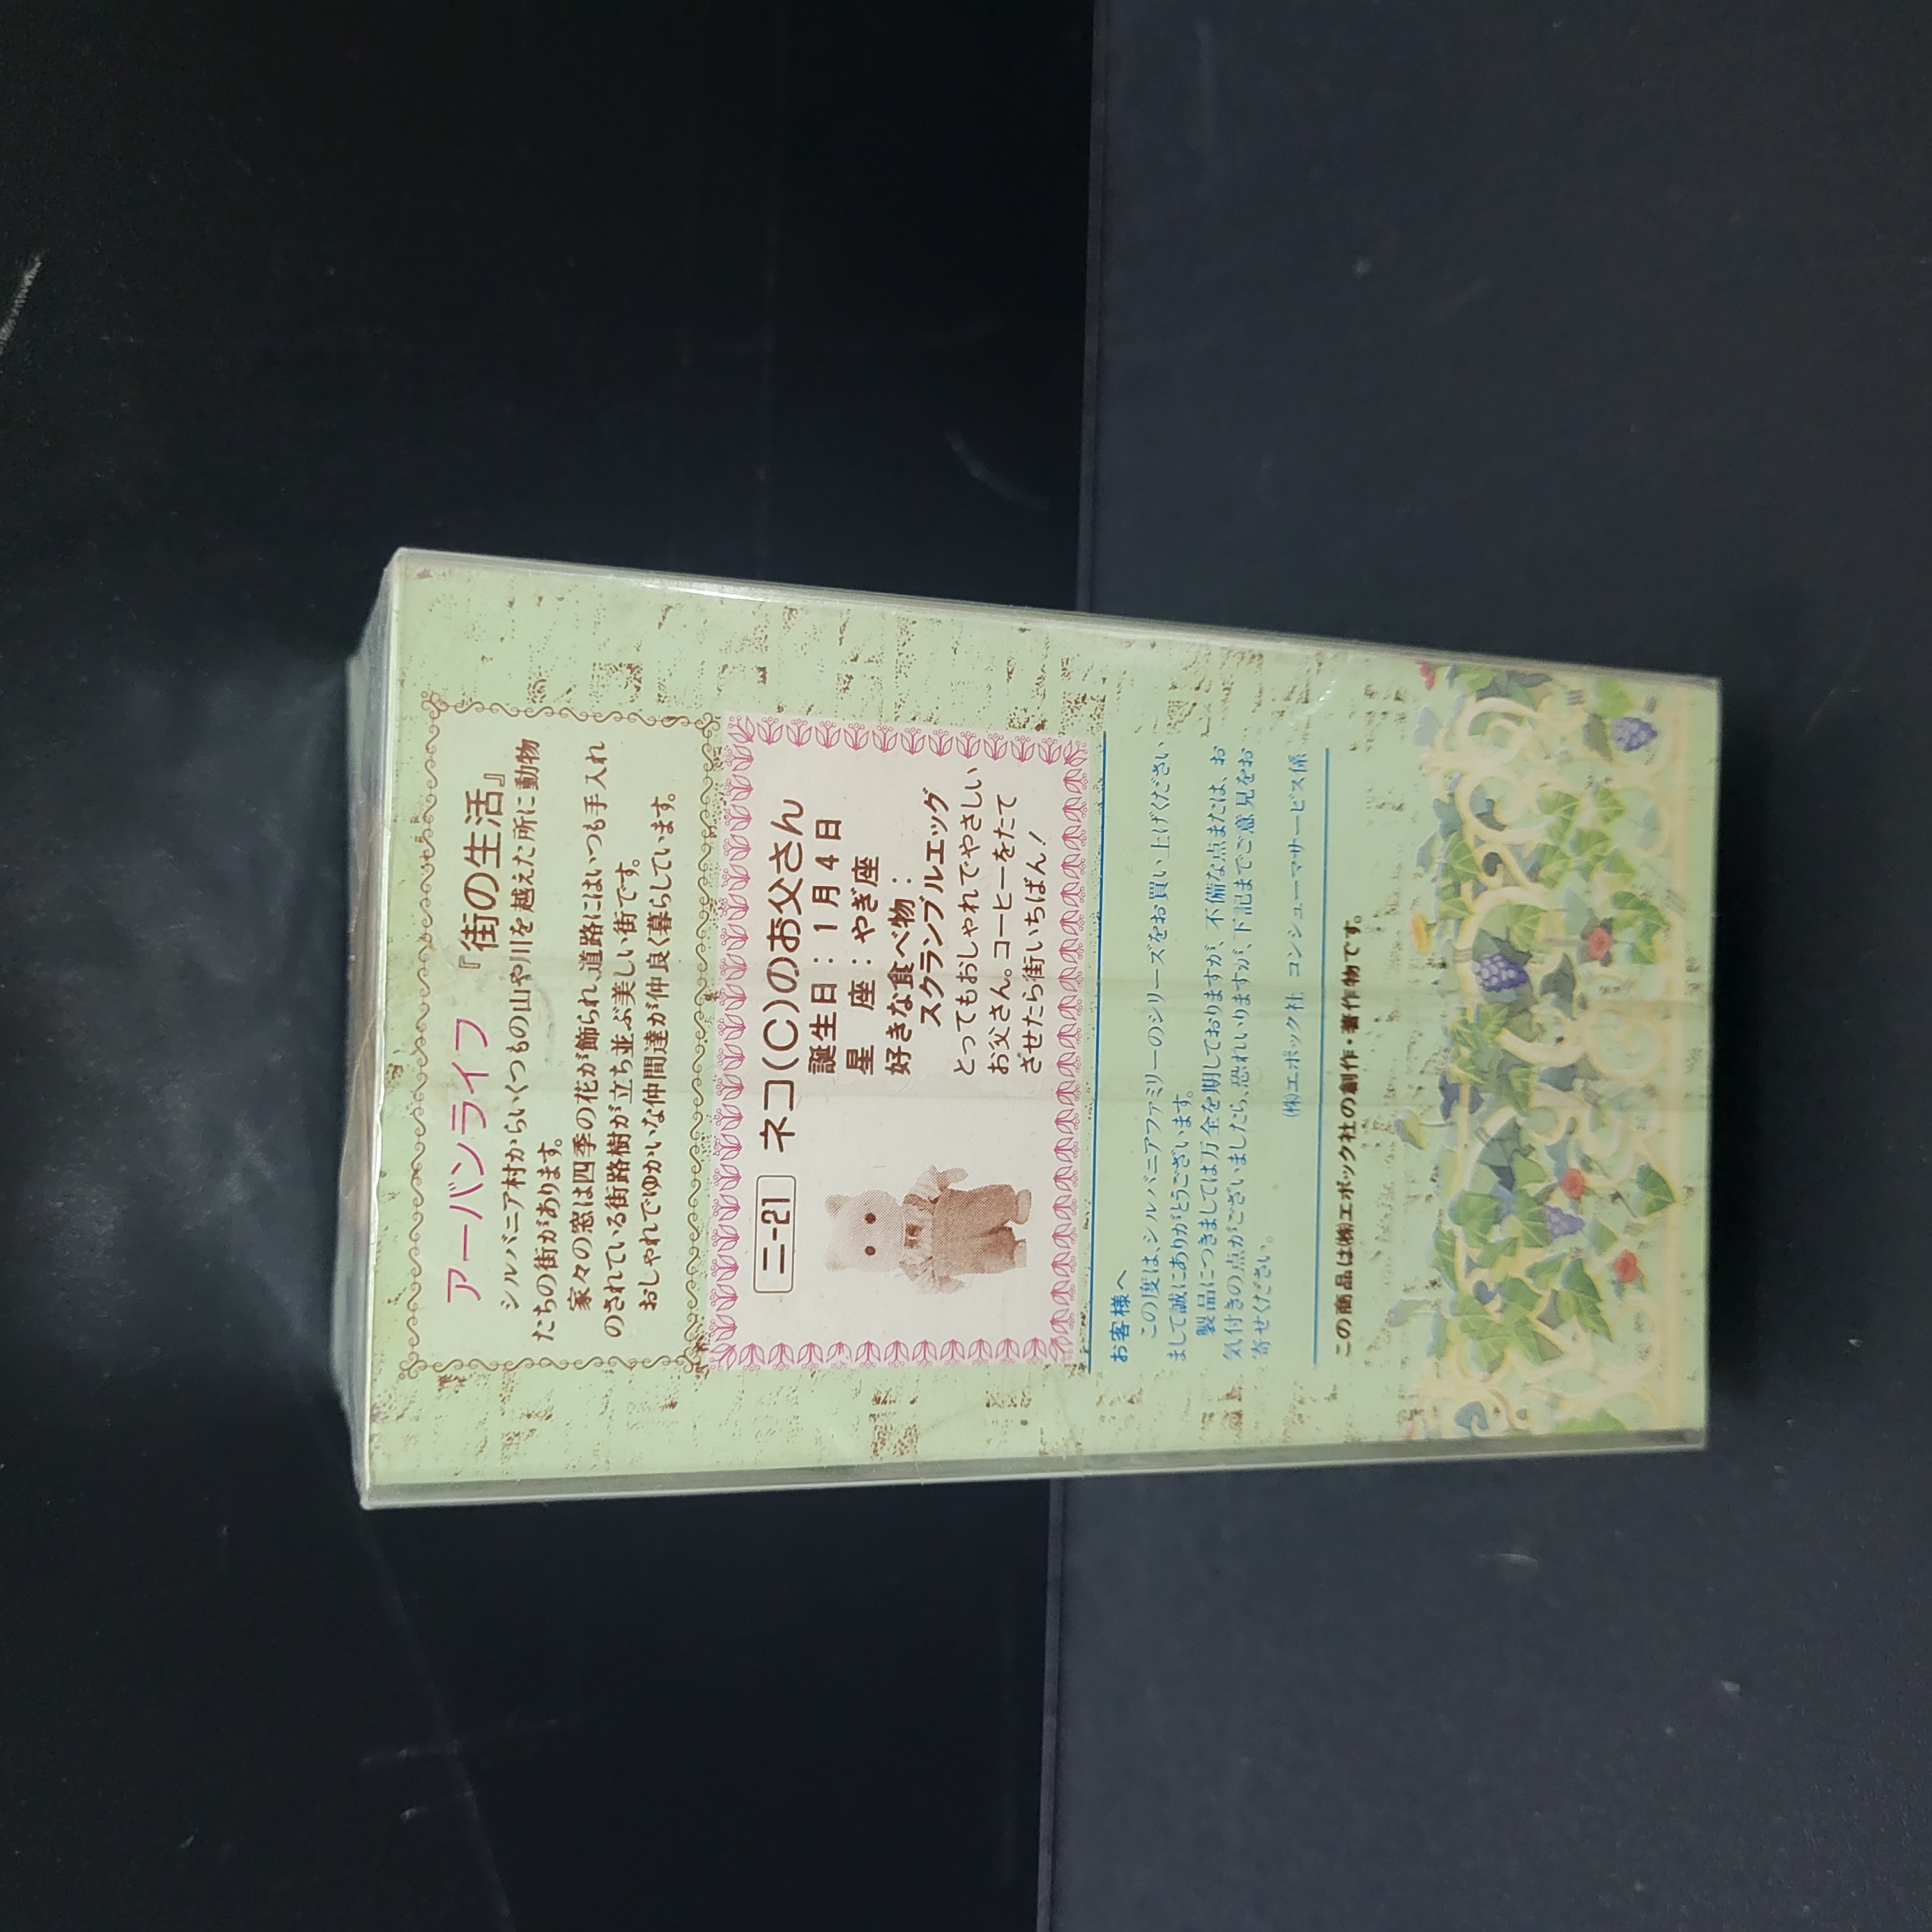 アーバンライフ『街の生活』
シルバニア村からいくつもの山や川を越えた所に動物
たちの街があります。
家々の窓は四季の花が飾られ、道路にはいつも手入れ
のされている街路樹が立ち並ぶ美しい街です。
おしゃれでゆかいな仲間達が仲良く暮らしています。
ニ-21 ネコ(C)のお父さん
誕生日：1月4日
星　座：やぎ座
好きな食べ物：
スクランブルエッグ
とってもおしゃれでやさしい
お父さん。コーヒーをたて
させたら街いちばん！
お客様へ
この度は、シルバニアファミリーのシリーズをお買い上げください
まして誠にありがとうございます。
製品につきましては万全を期しておりますが、不備な点または、お
気付きの点がございましたら、恐れいりますが、下記までご意見をお
寄せください。
㈱エポック社 コンシューマサービス係
この商品は㈱エポック社の創作・著作物です。